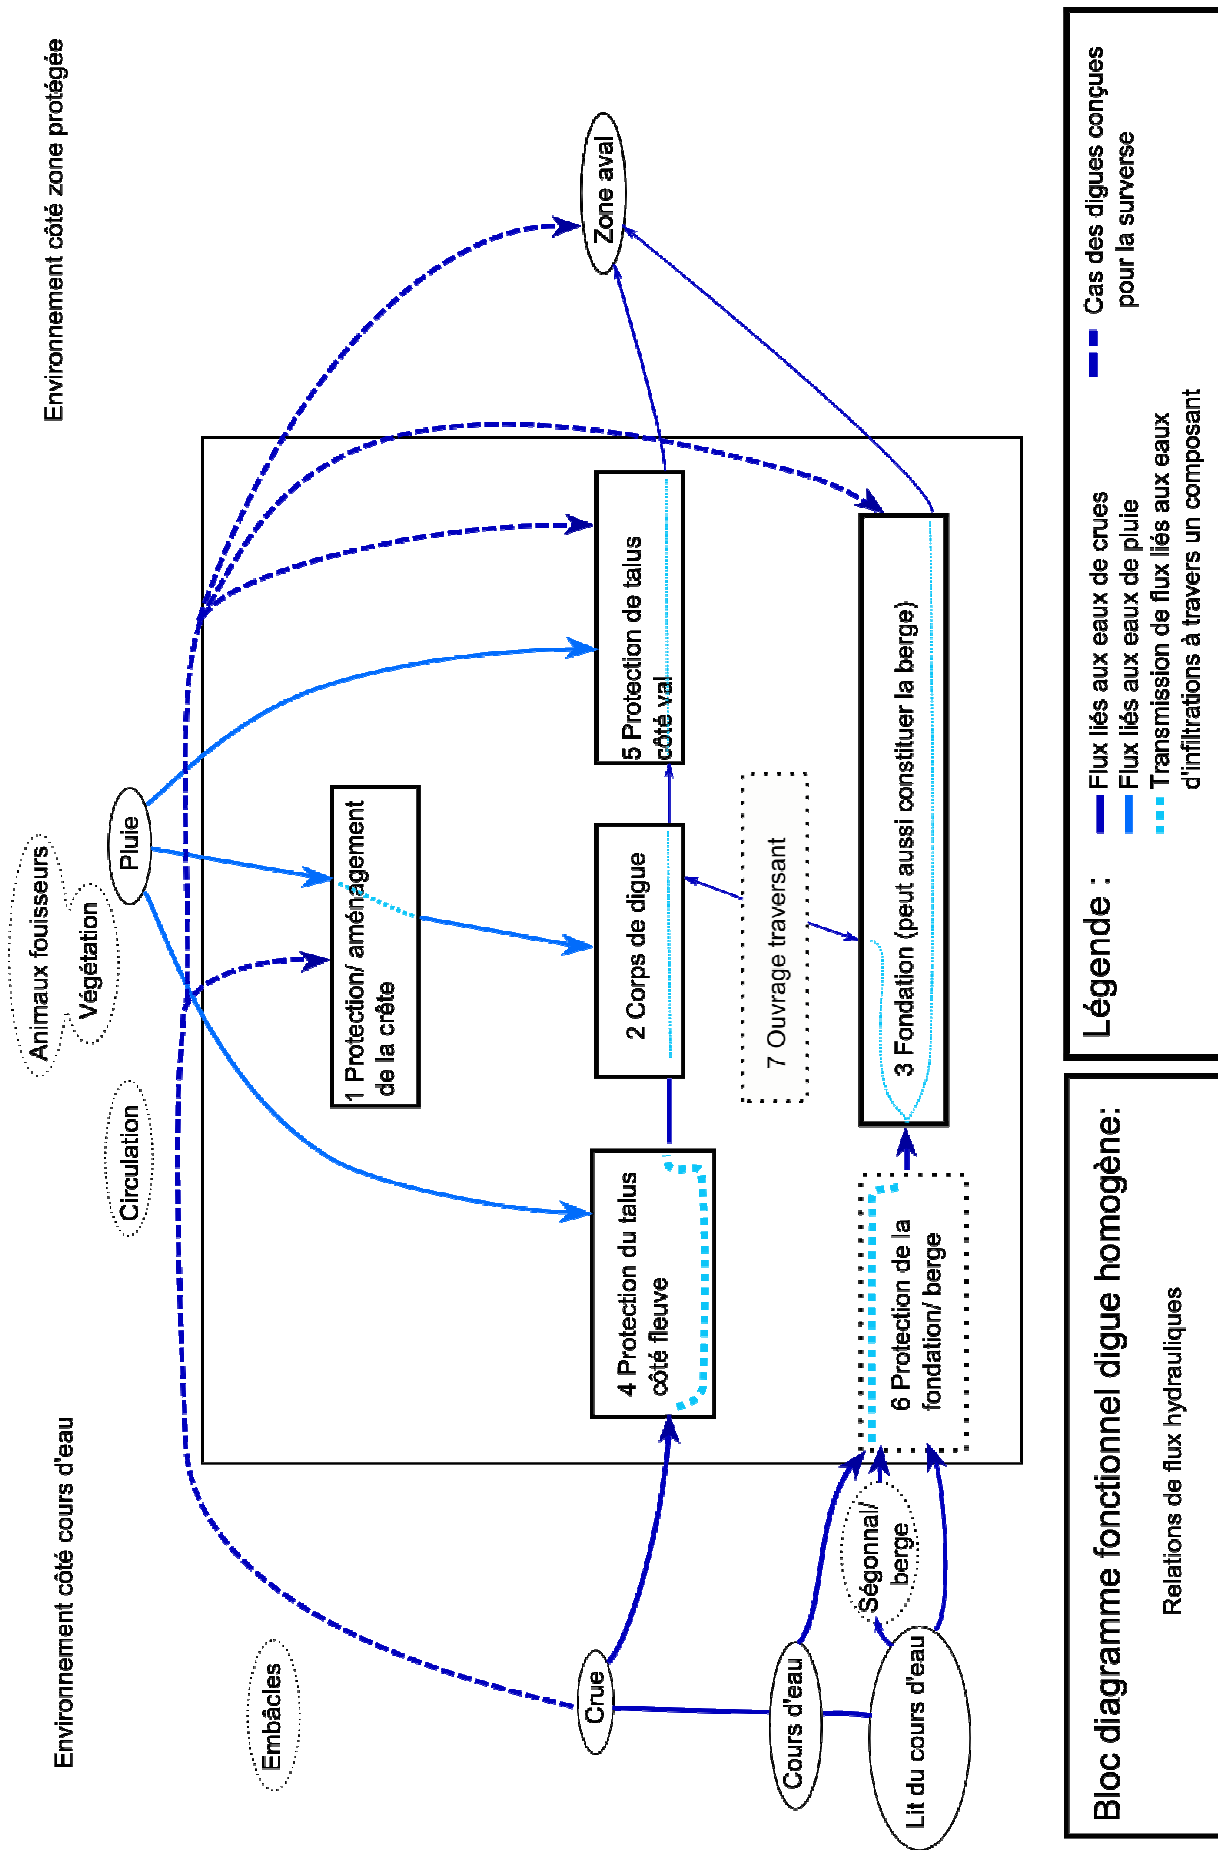 Environnement côté cours d'eau
Environnement côté zone protégée
Animaux fouisseurs
Végétation
Circulation
Pluie
Embâcles
1 Protection/ aménagement
de la crête
Crue
4 Protection du talus
côté fleuve
2 Corps de digue
5 Protection de talus
côté val
Zone aval
7 Ouvrage traversant
Cours d'eau
Ségonnal/
berge
Lit du cours d'eau
6 Protection de la
fondation/ berge
3 Fondation (peut aussi constituer la berge)
Bloc diagramme fonctionnel digue homogène:
Relations de flux hydrauliques
Légende :
Flux liés aux eaux de crues
Flux liés aux eaux de pluie
Transmission de flux liés aux eaux
d'infiltrations à travers un composant
Cas des digues conçues
pour la surverse